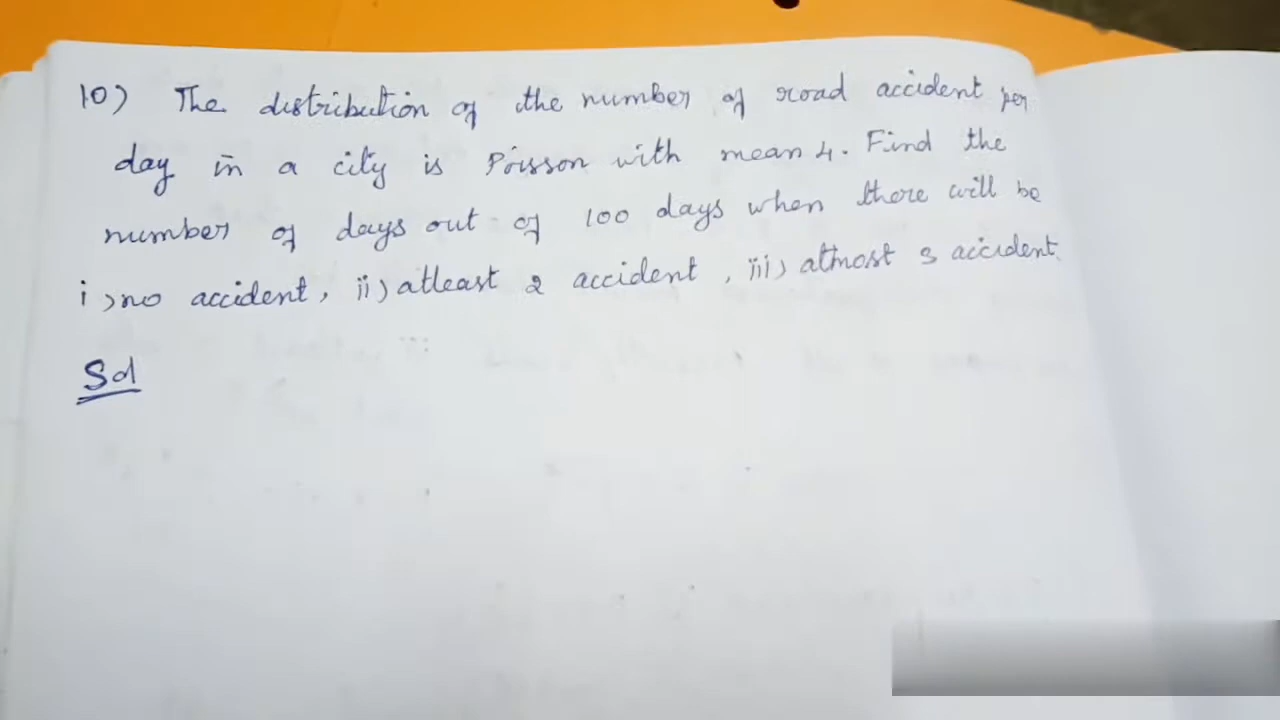 10) The distribution of the number of road accident per
day in a city is Poisson with mean 4. Find the
number of days out of 100 days when there will be
i) no accident, ii) atleast 2 accident, iii) atmost 3 accident.
Sol